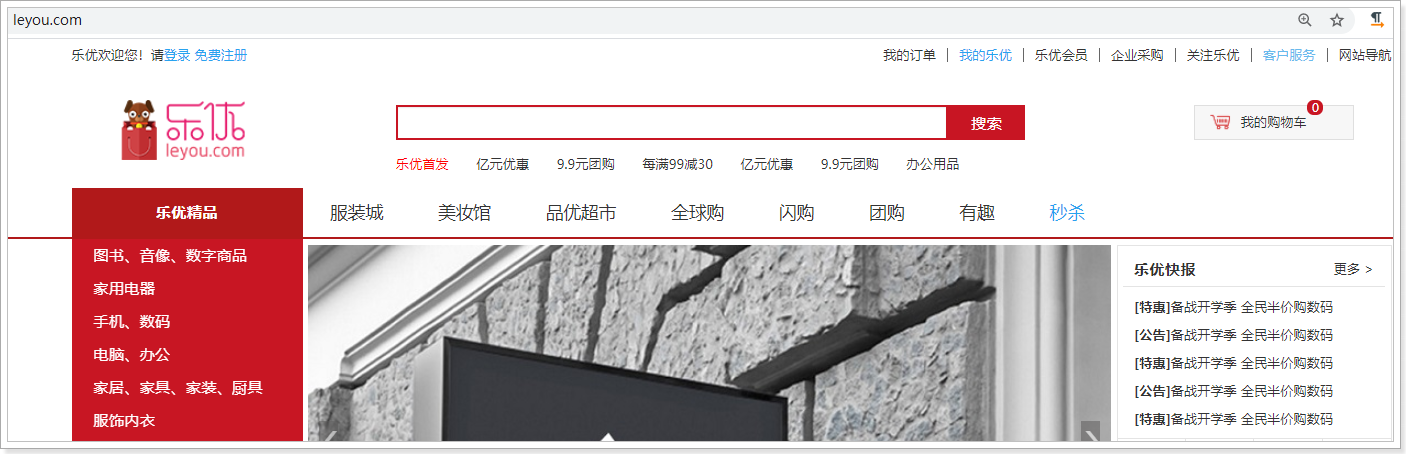 leyou.com
乐优欢迎您！请登录 免费注册
我的订单 我的乐优 乐优会员 企业采购 关注乐优 客户服务 网站导航
乐优
leyou.com
搜索
我的购物车 0
乐优首发 亿元优惠 9.9元团购 每满99减30 亿元优惠 9.9元团购 办公用品
乐优精品 服装城 美妆馆 品优超市 全球购 闪购 团购 有趣 秒杀
图书、音像、数字商品
家用电器
手机、数码
电脑、办公
家居、家具、家装、厨具
服饰内衣
乐优快报 更多 >
[特惠]备战开学季 全民半价购数码
[公告]备战开学季 全民半价购数码
[特惠]备战开学季 全民半价购数码
[公告]备战开学季 全民半价购数码
[特惠]备战开学季 全民半价购数码